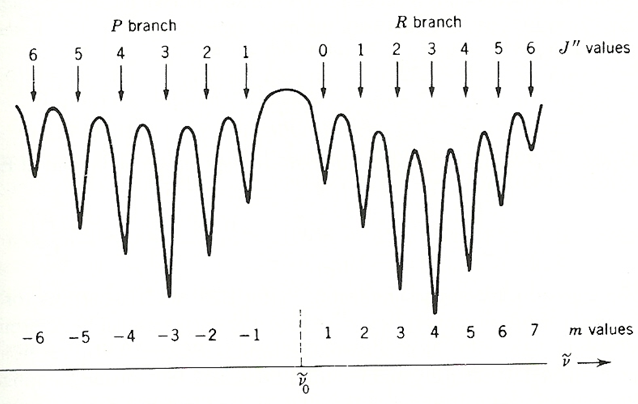 P branch
R branch
6 5 4 3 2 1 0 1 2 3 4 5 6 J″ values
−6 −5 −4 −3 −2 −1 1 2 3 4 5 6 7 m values
ν̃
ν̃₀